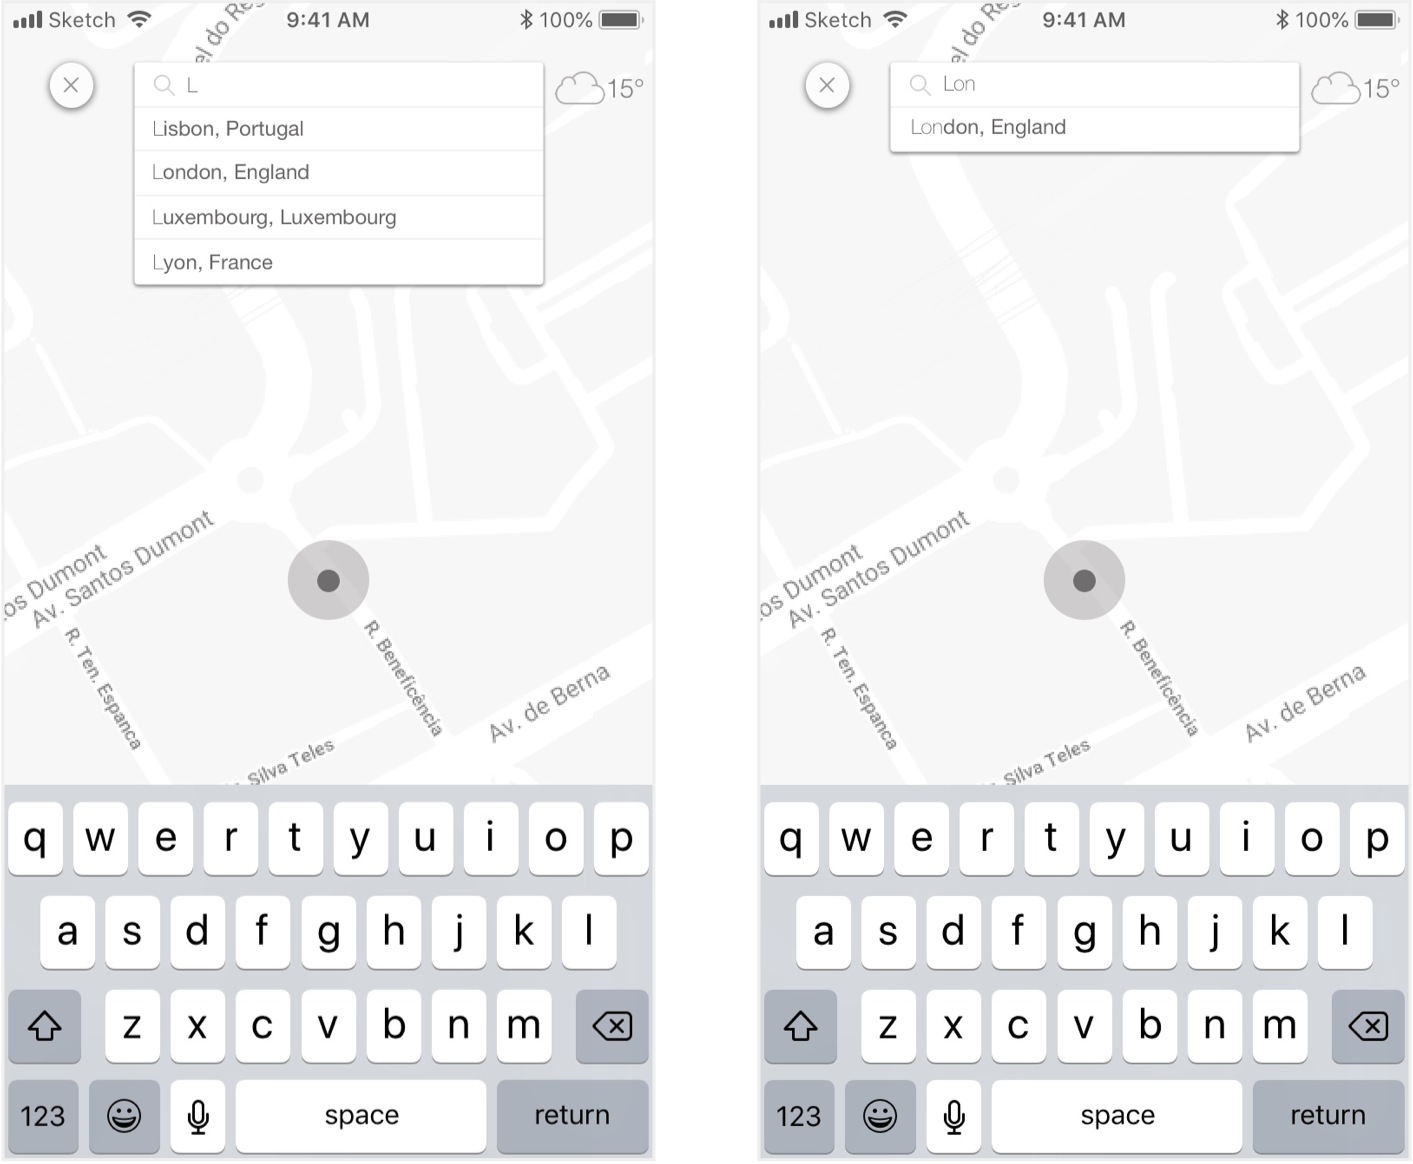 Sketch 9:41 AM 100%
el do Re
L
15°
Lisbon, Portugal
London, England
Luxembourg, Luxembourg
Lyon, France
os Dumont
Av. Santos Dumont
R. Ten. Espanca
R. Beneficência
Av. de Berna
Silva Teles
q w e r t y u i o p
a s d f g h j k l
z x c v b n m
123 space return
Sketch 9:41 AM 100%
el do Re
Lon
15°
London, England
os Dumont
Av. Santos Dumont
R. Ten. Espanca
R. Beneficência
Av. de Berna
Silva Teles
q w e r t y u i o p
a s d f g h j k l
z x c v b n m
123 space return